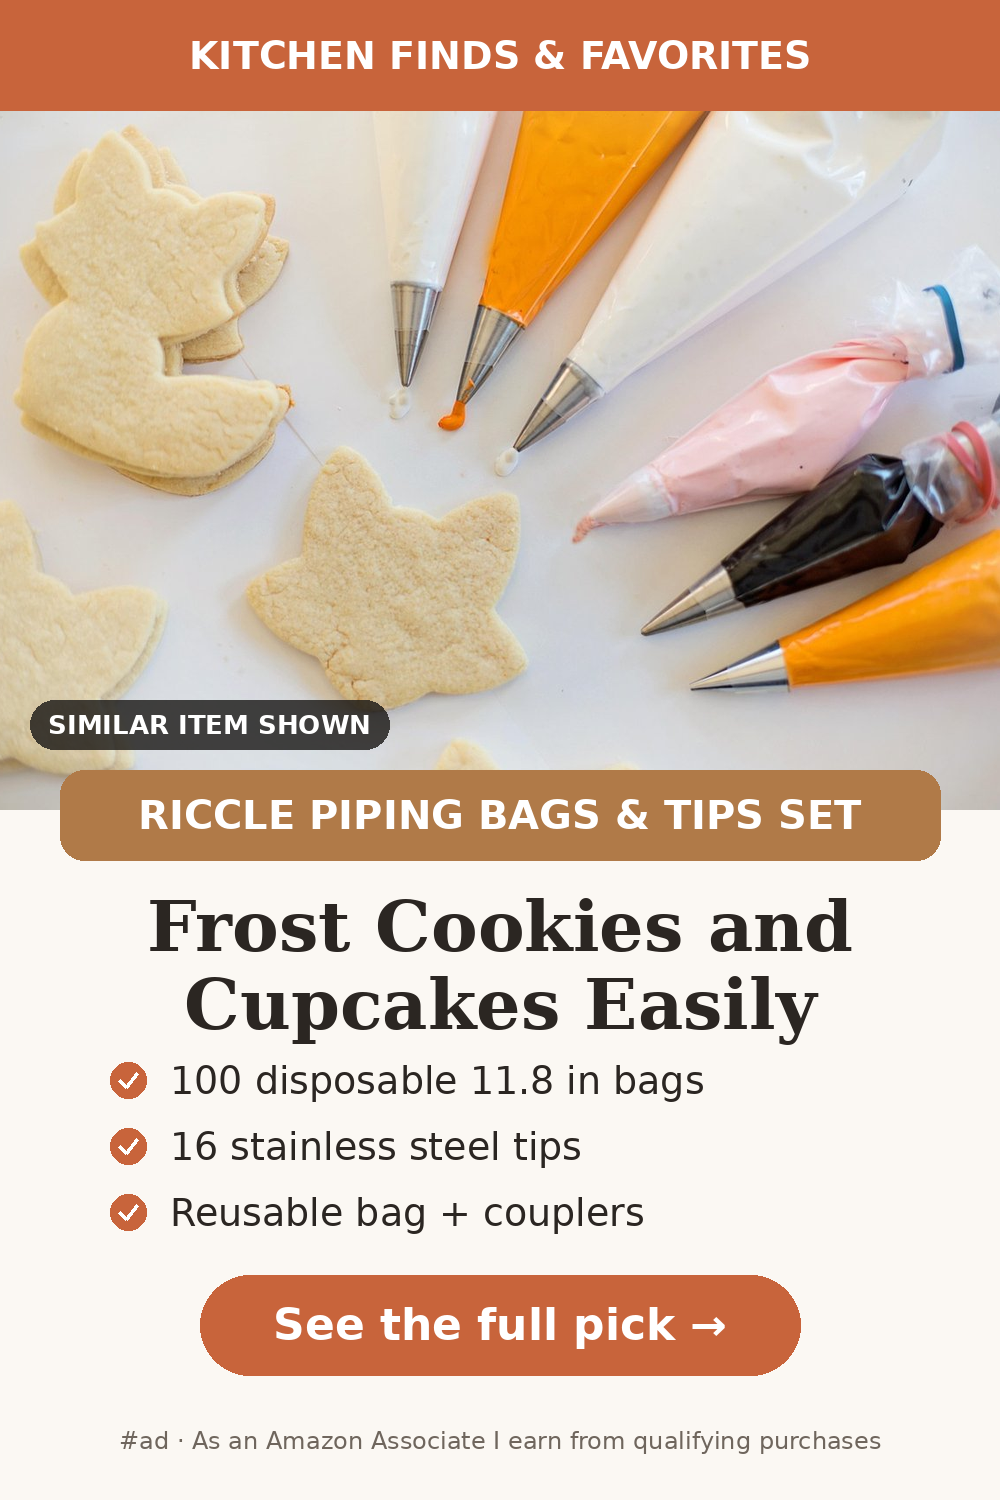 KITCHEN FINDS & FAVORITES
SIMILAR ITEM SHOWN
RICCLE PIPING BAGS & TIPS SET
Frost Cookies and
Cupcakes Easily
100 disposable 11.8 in bags
16 stainless steel tips
Reusable bag + couplers
See the full pick →
#ad · As an Amazon Associate I earn from qualifying purchases